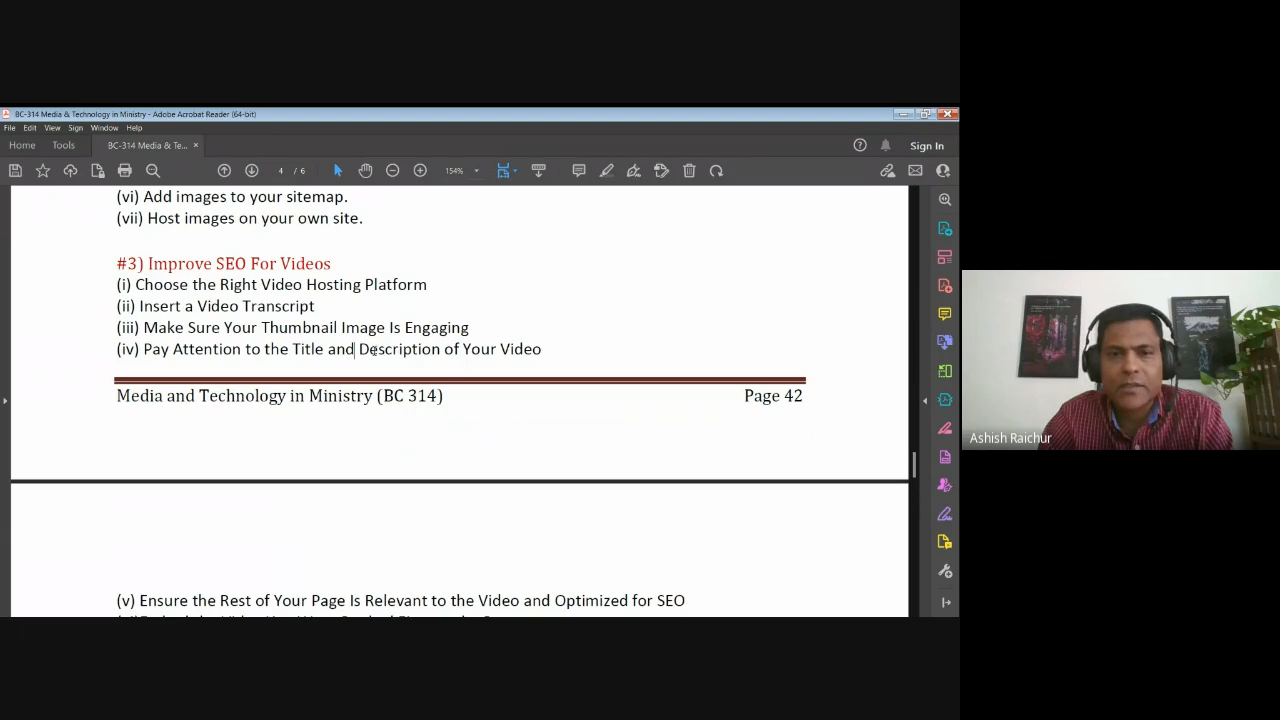 BC-314 Media & Technology in Ministry - Adobe Acrobat Reader (64-bit)
File Edit View Sign Window Help
Home Tools BC-314 Media & Te... × Sign In
4 / 6 154%
(vi) Add images to your sitemap.
(vii) Host images on your own site.
#3) Improve SEO For Videos
(i) Choose the Right Video Hosting Platform
(ii) Insert a Video Transcript
(iii) Make Sure Your Thumbnail Image Is Engaging
(iv) Pay Attention to the Title and Description of Your Video
Media and Technology in Ministry (BC 314) Page 42
Ashish Raichur
(v) Ensure the Rest of Your Page Is Relevant to the Video and Optimized for SEO